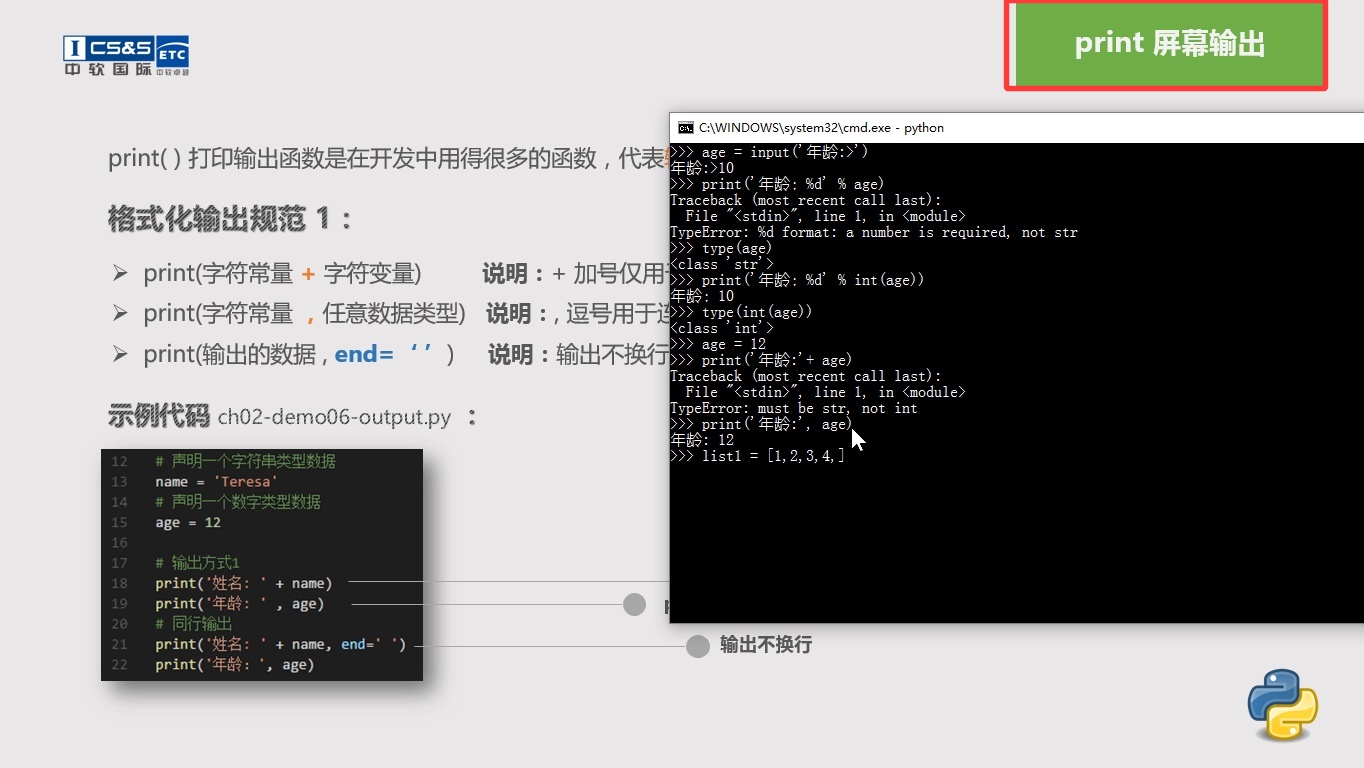 CS&S ETC
中软国际 中软卓越
print 屏幕输出
print( ) 打印输出函数是在开发中用得很多的函数，代表
格式化输出规范 1：
➢ print(字符常量 + 字符变量) 说明：+ 加号仅用
➢ print(字符常量 , 任意数据类型) 说明：, 逗号用于
➢ print(输出的数据 , end= ‘ ’ ) 说明：输出不换行
示例代码 ch02-demo06-output.py ：
12 # 声明一个字符串类型数据
13 name = 'Teresa'
14 # 声明一个数字类型数据
15 age = 12
16
17 # 输出方式1
18 print('姓名: ' + name)
19 print('年龄: ' , age)
20 # 同行输出
21 print('姓名: ' + name, end=' ')
22 print('年龄: ', age)
输出不换行
C:\WINDOWS\system32\cmd.exe - python
>>> age = input('年龄:>')
年龄:>10
>>> print('年龄: %d' % age)
Traceback (most recent call last):
  File "<stdin>", line 1, in <module>
TypeError: %d format: a number is required, not str
>>> type(age)
<class 'str'>
>>> print('年龄: %d' % int(age))
年龄: 10
>>> type(int(age))
<class 'int'>
>>> age = 12
>>> print('年龄:'+ age)
Traceback (most recent call last):
  File "<stdin>", line 1, in <module>
TypeError: must be str, not int
>>> print('年龄:', age)
年龄: 12
>>> list1 = [1,2,3,4,]